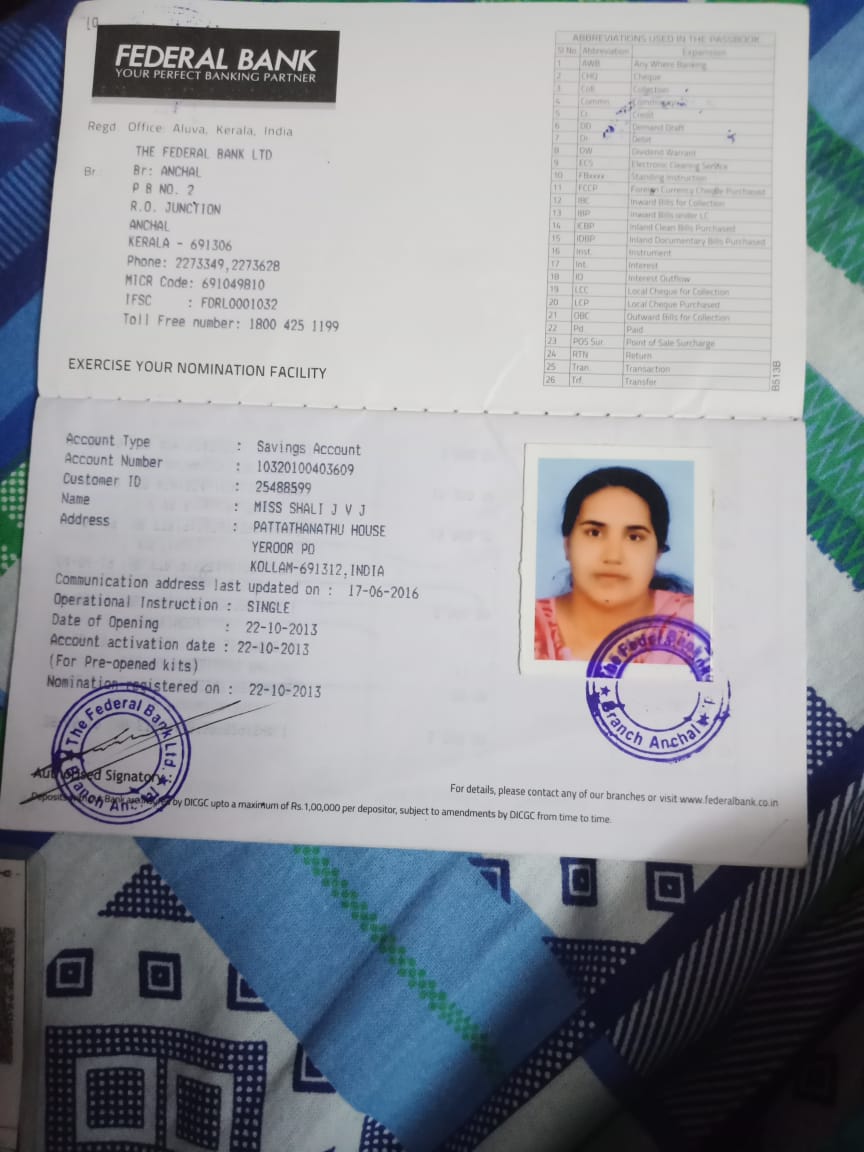 FEDERAL BANK
YOUR PERFECT BANKING PARTNER
Regd. Office: Aluva, Kerala, India
THE FEDERAL BANK LTD
Br. Br: ANCHAL
P B NO. 2
R.O. JUNCTION
ANCHAL
KERALA - 691306
Phone: 2273349,2273628
MICR Code: 691049810
IFSC : FDRL0001032
Toll Free number: 1800 425 1199
EXERCISE YOUR NOMINATION FACILITY
ABBREVIATIONS USED IN THE PASSBOOK
Sl No. Abbreviation Expansion
1 AWB Any Where Banking
2 CHQ Cheque
3 Coll Collection
4 Commn
5 Cr. Credit
6 DD Demand Draft
7 Dr. Debit
8 DW Dividend Warrant
9 ECS Electronic Clearing Service
10 FBxxxx Standing Instruction
11 FCCP Foreign Currency Cheque Purchased
12 IBC Inward Bills for Collection
13 IBP Inward Bills under LC
14 ICBP Inland Clean Bills Purchased
15 IDBP Inland Documentary Bills Purchased
16 Inst. Instrument
17 Int. Interest
18 IO Interest Outflow
19 LCC Local Cheque for Collection
20 LCP Local Cheque Purchased
21 OBC Outward Bills for Collection
22 Pd. Paid
23 POS Sur. Point of Sale Surcharge
24 RTN Return
25 Tran. Transaction
26 Trf. Transfer
B513B
Account Type : Savings Account
Account Number : 10320100403609
Customer ID : 25488599
Name : MISS SHALI J V J
Address : PATTATHANATHU HOUSE
YEROOR PO
KOLLAM-691312,INDIA
Communication address last updated on : 17-06-2016
Operational Instruction : SINGLE
Date of Opening : 22-10-2013
Account activation date : 22-10-2013
(For Pre-opened kits)
Nomination registered on : 22-10-2013
The Federal Bank Ltd.
Branch Anchal
Authorised Signatory
The Federal Bank Ltd
Branch Anchal
For details, please contact any of our branches or visit www.federalbank.co.in
Deposits with the Bank are insured by DICGC upto a maximum of Rs.1,00,000 per depositor, subject to amendments by DICGC from time to time.